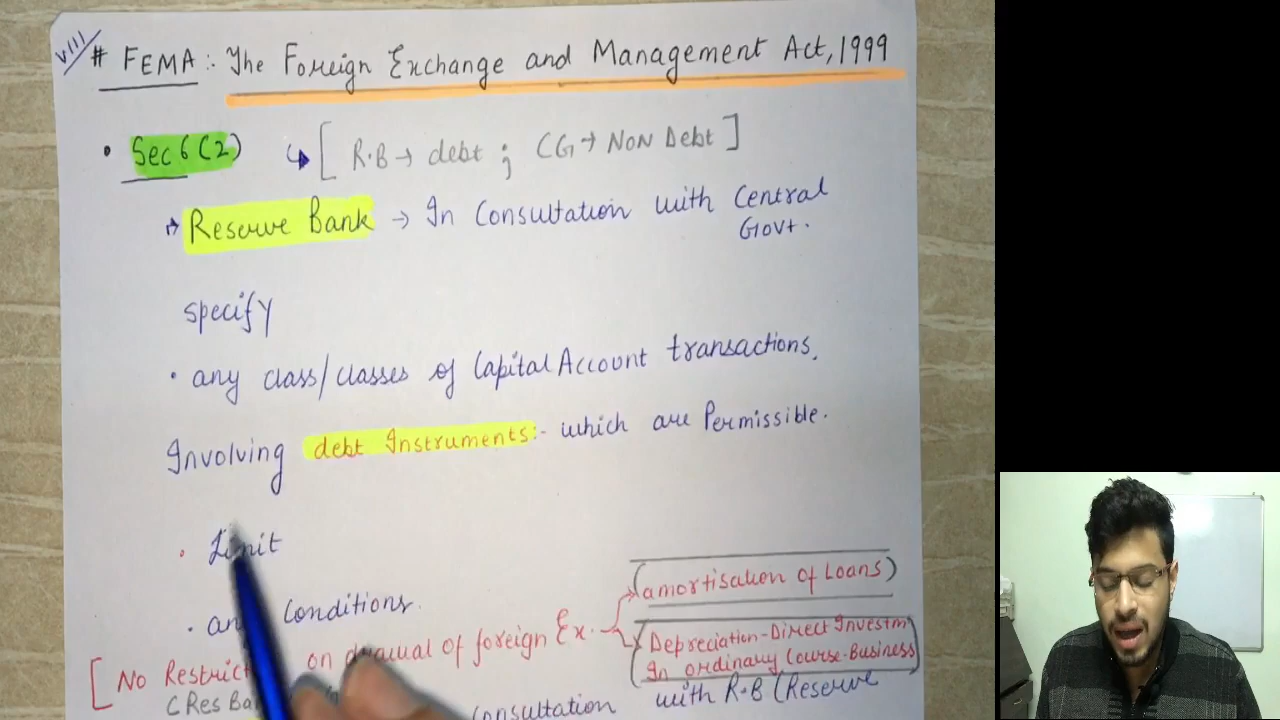 VIII
# FEMA:- The Foreign Exchange and Management Act, 1999
• Sec 6(2) ↳ [ R.B → debt ; CG → NON Debt ]
→ Reserve Bank → In Consultation with Central
Govt.
specify
• any class/classes of Capital Account transactions.
Involving debt Instruments:- which are Permissible.
• Limit
• any Conditions.
(amortisation of Loans)
[ No Restrict on drawal of foreign Ex.
(Depreciation-Direct Investm
In ordinary Course-Business
(Res Ba
Consultation with R.B (Reserve